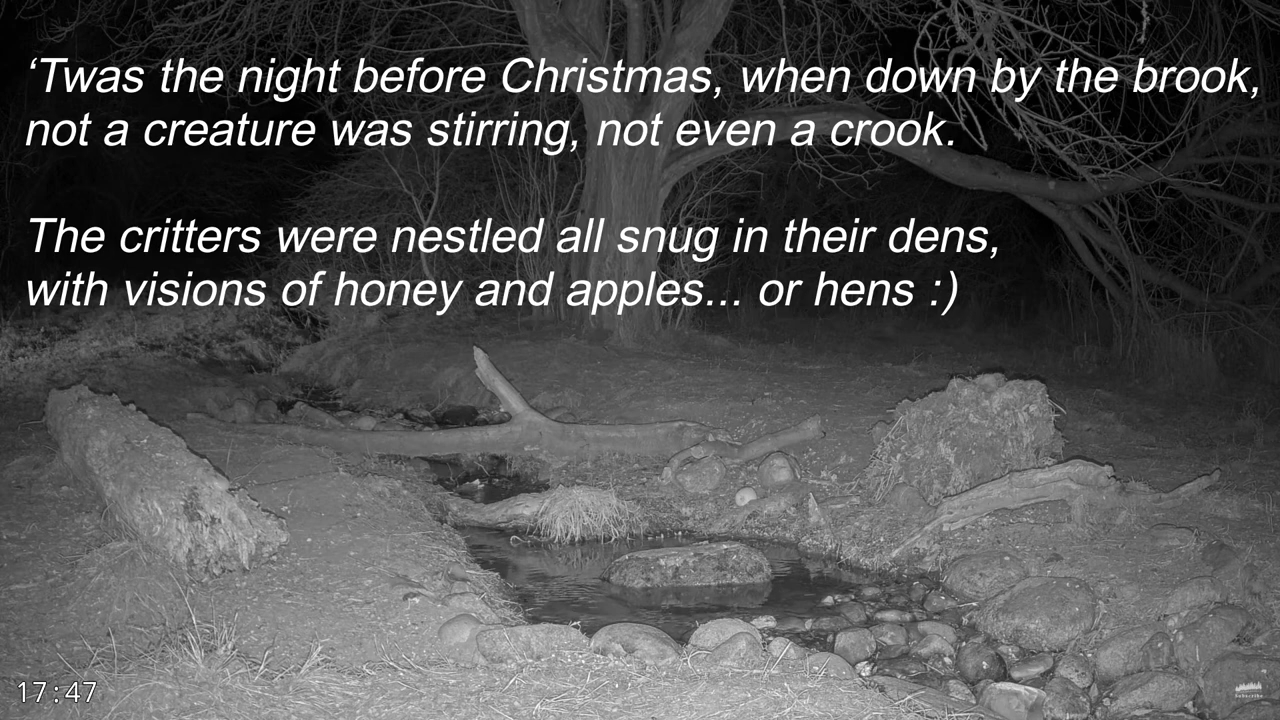 ‘Twas the night before Christmas, when down by the brook,
not a creature was stirring, not even a crook.
The critters were nestled all snug in their dens,
with visions of honey and apples... or hens :)
17:47
Subscribe